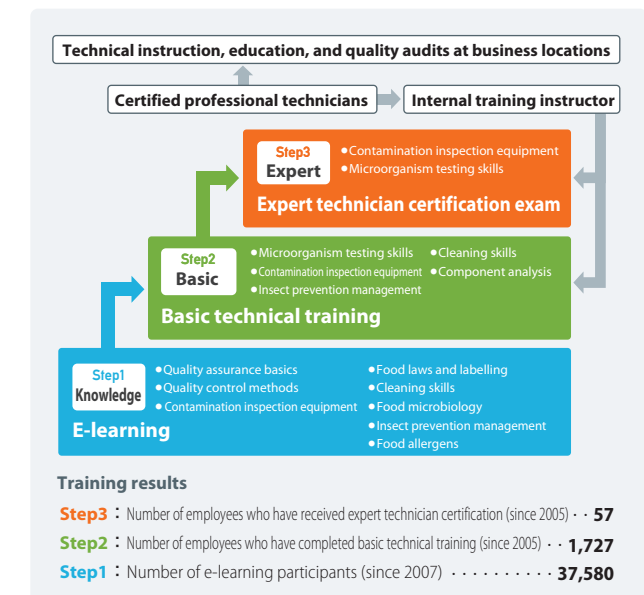 Technical instruction, education, and quality audits at business locations
Certified professional technicians
Internal training instructor
Step3
Expert
●Contamination inspection equipment
●Microorganism testing skills
Expert technician certification exam
Step2
Basic
●Microorganism testing skills
●Contamination inspection equipment
●Insect prevention management
●Cleaning skills
●Component analysis
Basic technical training
Step1
Knowledge
●Quality assurance basics
●Quality control methods
●Contamination inspection equipment
●Food laws and labelling
●Cleaning skills
●Food microbiology
●Insect prevention management
●Food allergens
E-learning
Training results
Step3 : Number of employees who have received expert technician certification (since 2005) · · 57
Step2 : Number of employees who have completed basic technical training (since 2005) · · 1,727
Step1 : Number of e-learning participants (since 2007) · · · · · · · · · · 37,580